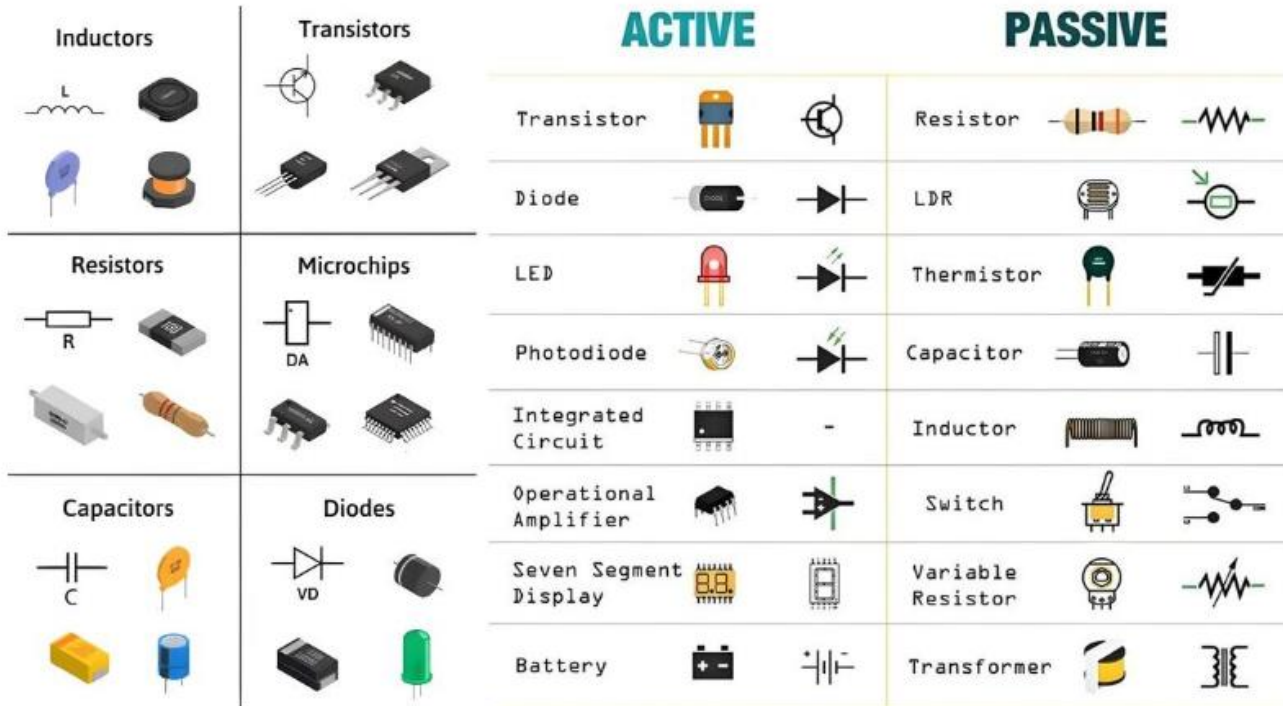 Inductors
L
Transistors
Resistors
R
Microchips
DA
Capacitors
C
Diodes
VD
ACTIVE
PASSIVE
Transistor
Resistor
Diode
LDR
LED
Thermistor
Photodiode
Capacitor
Integrated
Circuit
-
Inductor
Operational
Amplifier
Switch
Seven Segment
Display
Variable
Resistor
Battery
+ -
+ -
Transformer